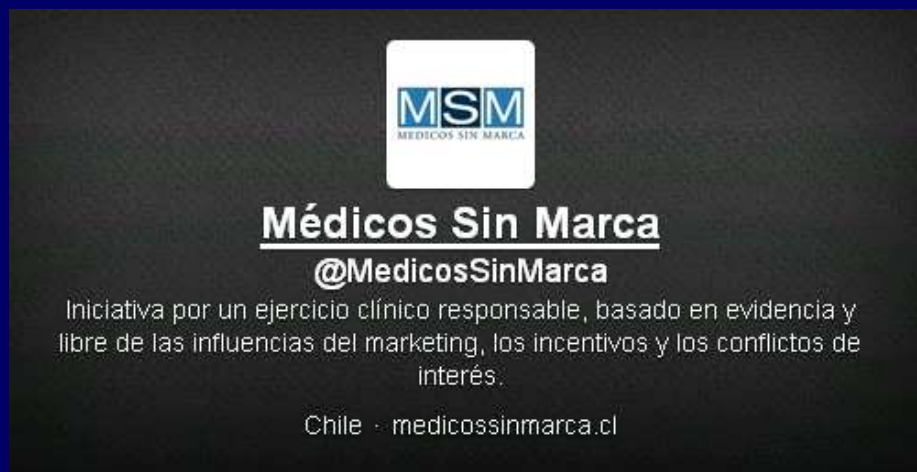 MSM
MEDICOS SIN MARCA
Médicos Sin Marca
@MedicosSinMarca
Iniciativa por un ejercicio clínico responsable, basado en evidencia y
libre de las influencias del marketing, los incentivos y los conflictos de
interés.
Chile · medicossinmarca.cl